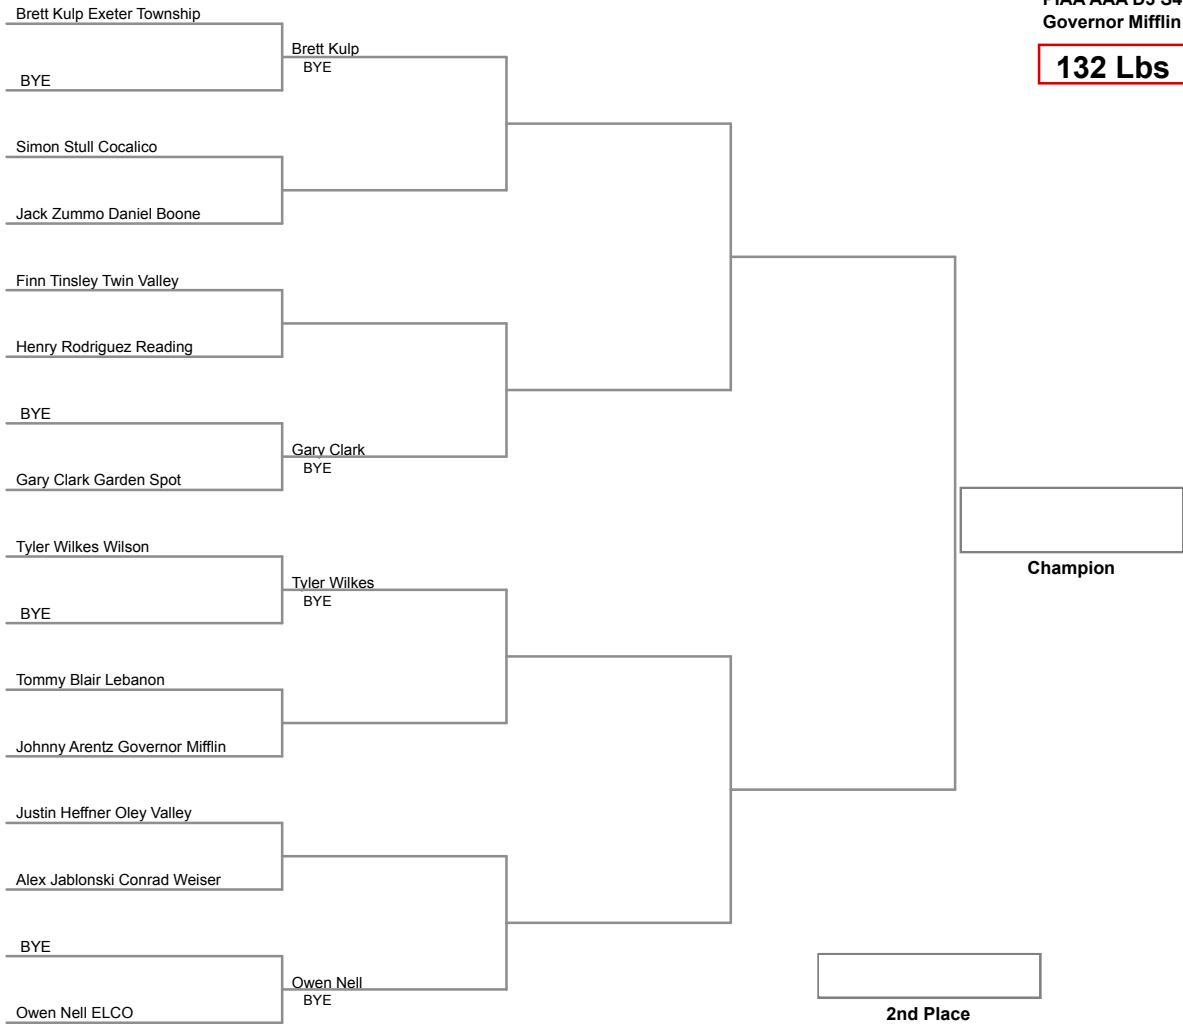 Brett Kulp Exeter Township
Governor Mifflin
132 Lbs
Brett Kulp
BYE
BYE
Simon Stull Cocalico
Jack Zummo Daniel Boone
Finn Tinsley Twin Valley
Henry Rodriguez Reading
BYE
Gary Clark
BYE
Gary Clark Garden Spot
Tyler Wilkes Wilson
Champion
Tyler Wilkes
BYE
BYE
Tommy Blair Lebanon
Johnny Arentz Governor Mifflin
Justin Heffner Oley Valley
Alex Jablonski Conrad Weiser
BYE
Owen Nell
BYE
Owen Nell ELCO
2nd Place